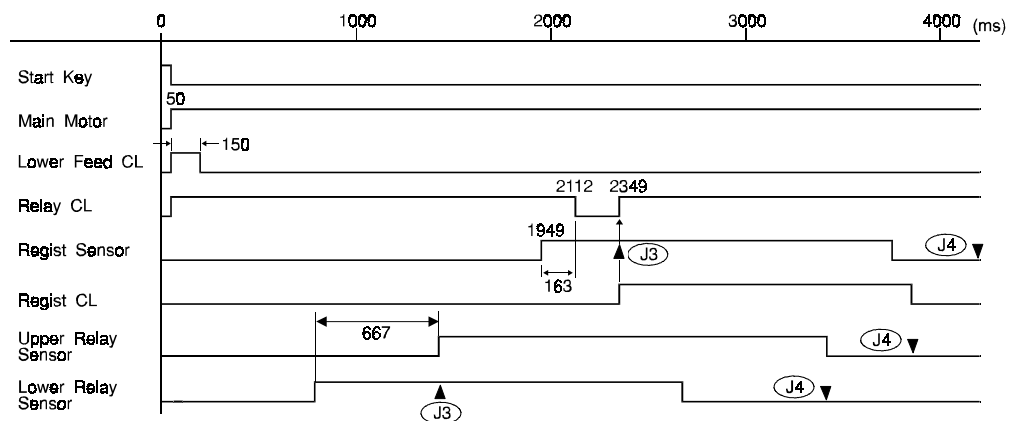 0 1000 2000 3000 4000 (ms)
Start Key
50
Main Motor
150
Lower Feed CL
2112 2349
Relay CL
1949
Regist Sensor J3 J4
163
Regist CL
667
Upper Relay
Sensor
J4
Lower Relay
Sensor
J4
J3